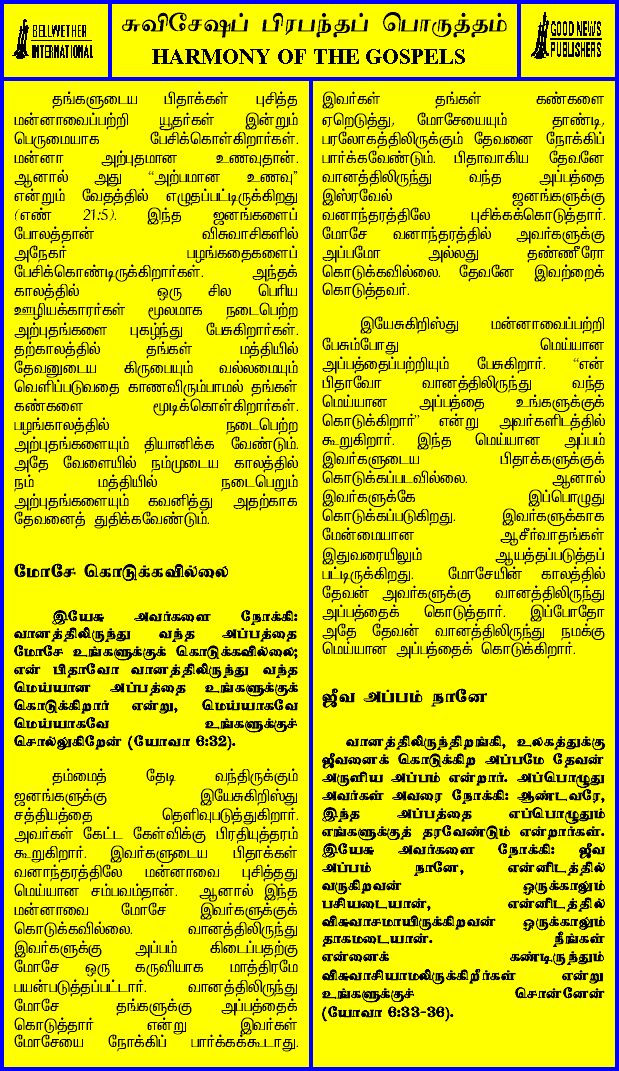 BELLWETHER
INTERNATIONAL
சுவிசேஷப் பிரபந்தப் பொருத்தம்
HARMONY OF THE GOSPELS
GOOD NEWS
PUBLISHERS
தங்களுடைய பிதாக்கள் புசித்த
மன்னாவைப்பற்றி யூதர்கள் இன்றும்
பெருமையாக பேசிக்கொள்கிறார்கள்.
மன்னா அற்புதமான உணவுதான்.
ஆனால் அது “அற்பமான உணவு”
என்றும் வேதத்தில் எழுதப்பட்டிருக்கிறது
(எண் 21:5). இந்த ஜனங்களைப்
போலத்தான் விசுவாசிகளில்
அநேகர் பழங்கதைகளைப்
பேசிக்கொண்டிருக்கிறார்கள். அந்தக்
காலத்தில் ஒரு சில பெரிய
ஊழியக்காரர்கள் மூலமாக நடைபெற்ற
அற்புதங்களை புகழ்ந்து பேசுகிறார்கள்.
தற்காலத்தில் தங்கள் மத்தியில்
தேவனுடைய கிருபையும் வல்லமையும்
வெளிப்படுவதை காணவிரும்பாமல் தங்கள்
கண்களை மூடிக்கொள்கிறார்கள்.
பழங்காலத்தில் நடைபெற்ற
அற்புதங்களையும் தியானிக்க வேண்டும்.
அதே வேளையில் நம்முடைய காலத்தில்
நம் மத்தியில் நடைபெறும்
அற்புதங்களையும் கவனித்து அதற்காக
தேவனைத் துதிக்கவேண்டும்.
மோசே கொடுக்கவில்லை
இயேசு அவர்களை நோக்கி:
வானத்திலிருந்து வந்த அப்பத்தை
மோசே உங்களுக்குக் கொடுக்கவில்லை;
என் பிதாவோ வானத்திலிருந்து வந்த
மெய்யான அப்பத்தை உங்களுக்குக்
கொடுக்கிறார் என்று, மெய்யாகவே
மெய்யாகவே உங்களுக்குச்
சொல்லுகிறேன் (யோவா 6:32).
தம்மைத் தேடி வந்திருக்கும்
ஜனங்களுக்கு இயேசுகிறிஸ்து
சத்தியத்தை தெளிவுபடுத்துகிறார்.
அவர்கள் கேட்ட கேள்விக்கு பிரதியுத்தரம்
கூறுகிறார். இவர்களுடைய பிதாக்கள்
வனாந்தரத்திலே மன்னாவை புசித்தது
மெய்யான சம்பவம்தான். ஆனால் இந்த
மன்னாவை மோசே இவர்களுக்குக்
கொடுக்கவில்லை. வானத்திலிருந்து
இவர்களுக்கு அப்பம் கிடைப்பதற்கு
மோசே ஒரு கருவியாக மாத்திரமே
பயன்படுத்தப்பட்டார். வானத்திலிருந்து
மோசே தங்களுக்கு அப்பத்தைக்
கொடுத்தார் என்று இவர்கள்
மோசேயை நோக்கிப் பார்க்கக்கூடாது.
இவர்கள் தங்கள் கண்களை
ஏறெடுத்து, மோசேயையும் தாண்டி,
பரலோகத்திலிருக்கும் தேவனை நோக்கிப்
பார்க்கவேண்டும். பிதாவாகிய தேவனே
வானத்திலிருந்து வந்த அப்பத்தை
இஸ்ரவேல் ஜனங்களுக்கு
வனாந்தரத்திலே புசிக்கக்கொடுத்தார்.
மோசே வனாந்தரத்தில் அவர்களுக்கு
அப்பமோ அல்லது தண்ணீரோ
கொடுக்கவில்லை. தேவனே இவற்றைக்
கொடுத்தவர்.
இயேசுகிறிஸ்து மன்னாவைப்பற்றி
பேசும்போது மெய்யான
அப்பத்தைப்பற்றியும் பேசுகிறார். “என்
பிதாவோ வானத்திலிருந்து வந்த
மெய்யான அப்பத்தை உங்களுக்குக்
கொடுக்கிறார்” என்று அவர்களிடத்தில்
கூறுகிறார். இந்த மெய்யான அப்பம்
இவர்களுடைய பிதாக்களுக்குக்
கொடுக்கப்படவில்லை. ஆனால்
இவர்களுக்கே இப்பொழுது
கொடுக்கப்படுகிறது. இவர்களுக்காக
மேன்மையான ஆசீர்வாதங்கள்
இதுவரையிலும் ஆயத்தப்படுத்தப்
பட்டிருக்கிறது. மோசேயின் காலத்தில்
தேவன் அவர்களுக்கு வானத்திலிருந்து
அப்பத்தைக் கொடுத்தார். இப்போதோ
அதே தேவன் வானத்திலிருந்து நமக்கு
மெய்யான அப்பத்தைக் கொடுக்கிறார்.
ஜீவ அப்பம் நானே
வானத்திலிருந்திறங்கி, உலகத்துக்கு
ஜீவனைக் கொடுக்கிற அப்பமே தேவன்
அருளிய அப்பம் என்றார். அப்பொழுது
அவர்கள் அவரை நோக்கி: ஆண்டவரே,
இந்த அப்பத்தை எப்பொழுதும்
எங்களுக்குத் தரவேண்டும் என்றார்கள்.
இயேசு அவர்களை நோக்கி: ஜீவ
அப்பம் நானே, என்னிடத்தில்
வருகிறவன் ஒருக்காலும்
பசியடையான், என்னிடத்தில்
விசுவாசமாயிருக்கிறவன் ஒருக்காலும்
தாகமடையான். நீங்கள்
என்னைக் கண்டிருந்தும்
விசுவாசியாமலிருக்கிறீர்கள் என்று
உங்களுக்குச் சொன்னேன்
(யோவா 6:33-36).